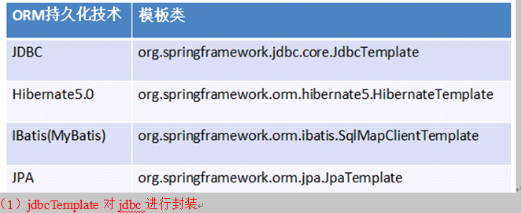 ORM持久化技术 模板类
JDBC org.springframework.jdbc.core.JdbcTemplate
Hibernate5.0 org.springframework.orm.hibernate5.HibernateTemplate
IBatis(MyBatis) org.springframework.orm.ibatis.SqlMapClientTemplate
JPA org.springframework.orm.jpa.JpaTemplate
（1）jdbcTemplate 对 jdbc 进行封装